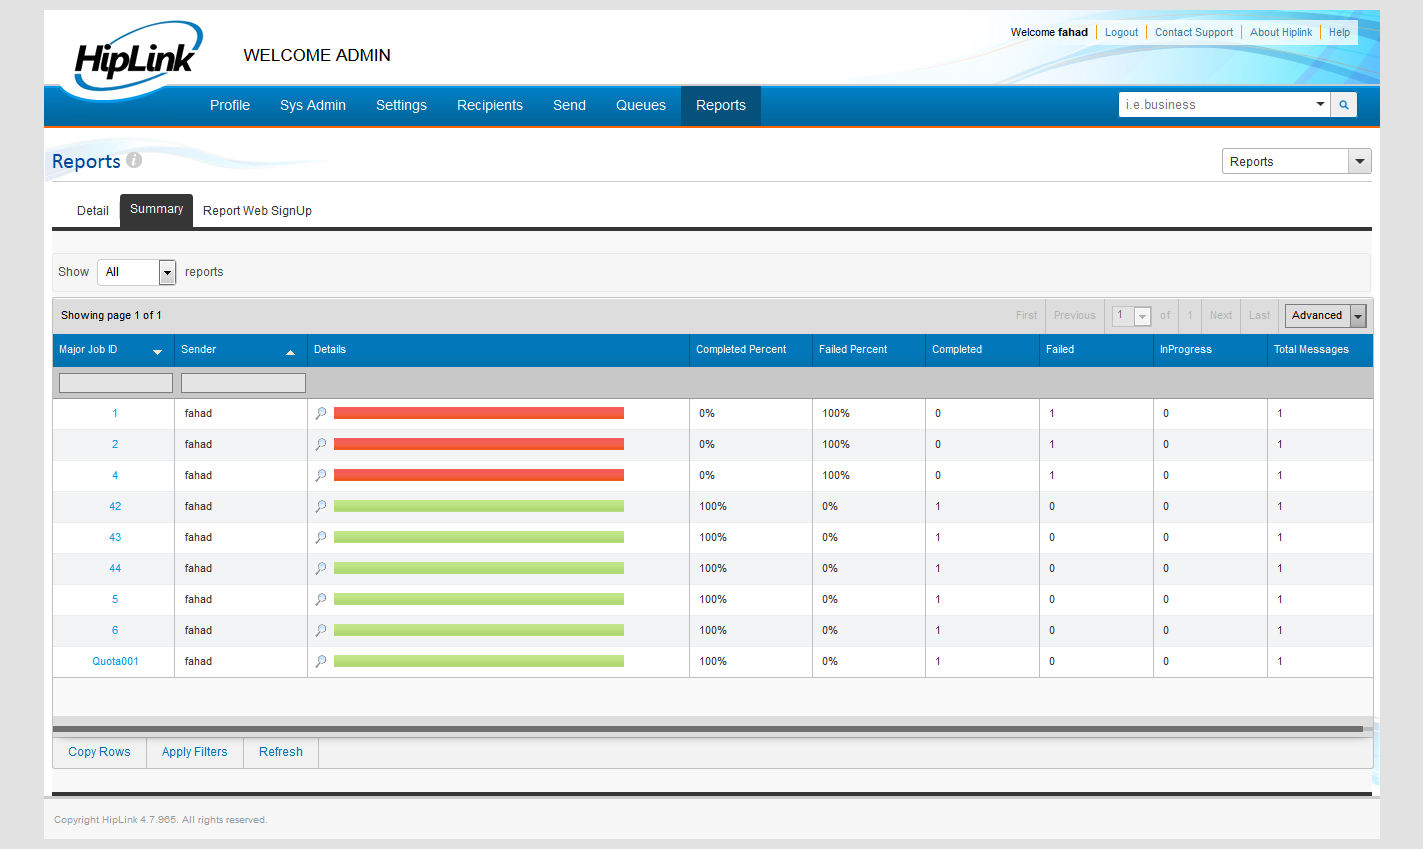 HipLink
WELCOME ADMIN
Welcome fahad Logout Contact Support About Hiplink Help
Profile Sys Admin Settings Recipients Send Queues Reports i.e.business
Reports i Reports
Detail Summary Report Web SignUp
Show All reports
Showing page 1 of 1 First Previous 1 of 1 Next Last Advanced
Major Job ID Sender Details Completed Percent Failed Percent Completed Failed InProgress Total Messages
1 fahad 0% 100% 0 1 0 1
2 fahad 0% 100% 0 1 0 1
4 fahad 0% 100% 0 1 0 1
42 fahad 100% 0% 1 0 0 1
43 fahad 100% 0% 1 0 0 1
44 fahad 100% 0% 1 0 0 1
5 fahad 100% 0% 1 0 0 1
6 fahad 100% 0% 1 0 0 1
Quota001 fahad 100% 0% 1 0 0 1
Copy Rows Apply Filters Refresh
Copyright HipLink 4.7.965. All rights reserved.